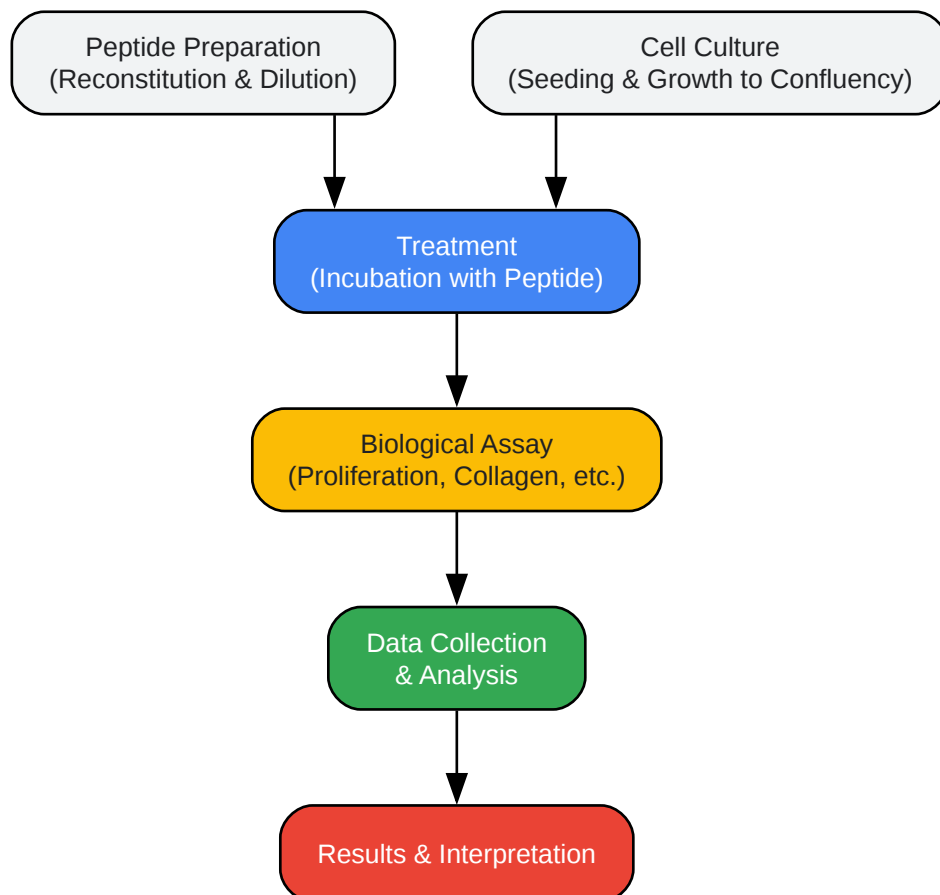 Peptide Preparation
(Reconstitution & Dilution)
Cell Culture
(Seeding & Growth to Confluency)
Treatment
(Incubation with Peptide)
Biological Assay
(Proliferation, Collagen, etc.)
Data Collection
& Analysis
Results & Interpretation